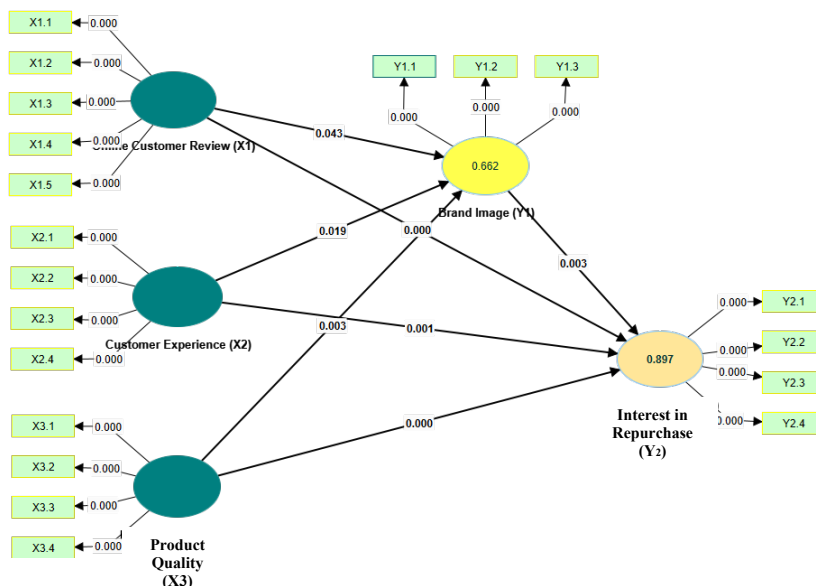 X1.1
0.000
X1.2
0.000
X1.3
0.000
X1.4
0.000
X1.5
0.000
Online Customer Review (X1)
Y1.1
Y1.2
Y1.3
0.000
0.000
0.000
0.662
Brand Image (Y1)
0.043
0.019
0.003
0.000
0.001
0.000
0.003
X2.1
0.000
X2.2
0.000
X2.3
0.000
X2.4
0.000
Customer Experience (X2)
X3.1
0.000
X3.2
0.000
X3.3
0.000
X3.4
0.000
Product
Quality
(X3)
0.897
Interest in
Repurchase
(Y2)
0.000
Y2.1
0.000
Y2.2
0.000
Y2.3
0.000
Y2.4